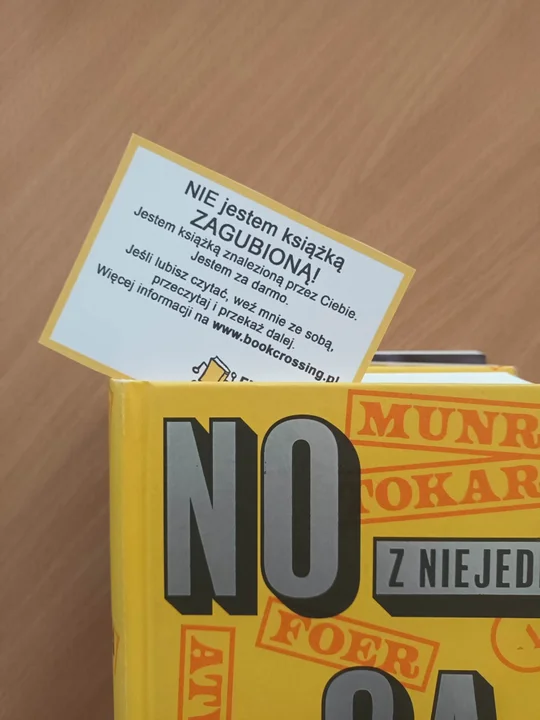 NIE jestem książką
ZAGUBIONĄ!
Jestem książką znalezioną przez Ciebie.
Jestem za darmo.
Jeśli lubisz czytać, weź mnie ze sobą,
przeczytaj i przekaż dalej.
Więcej informacji na www.bookcrossing.pl
MUNR
TOKAR
NO
Z NIEJED
FOER
ATW